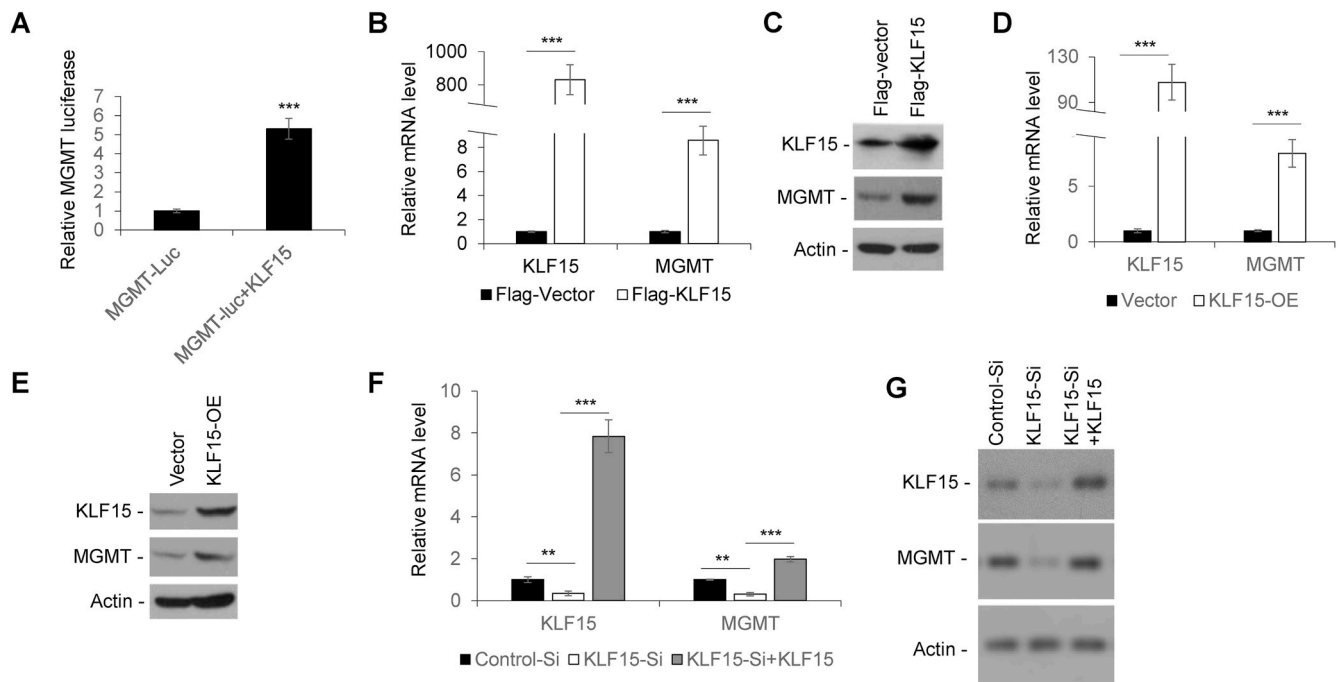 A
Relative MGMT luciferase
7
6
5
4
3
2
1
0
***
MGMT-Luc
MGMT-luc+KLF15
B
Relative mRNA level
1000
800
8
6
4
2
0
***
***
KLF15
MGMT
Flag-Vector
Flag-KLF15
C
Flag-vector
Flag-KLF15
KLF15 -
MGMT -
Actin -
D
Relative mRNA level
130
110
90
5
0
***
***
KLF15
MGMT
Vector
KLF15-OE
E
Vector
KLF15-OE
KLF15 -
MGMT -
Actin -
F
Relative mRNA level
10
8
6
4
2
0
**
***
**
***
KLF15
MGMT
Control-Si
KLF15-Si
KLF15-Si+KLF15
G
Control-Si
KLF15-Si
KLF15-Si
+KLF15
KLF15 -
MGMT -
Actin -